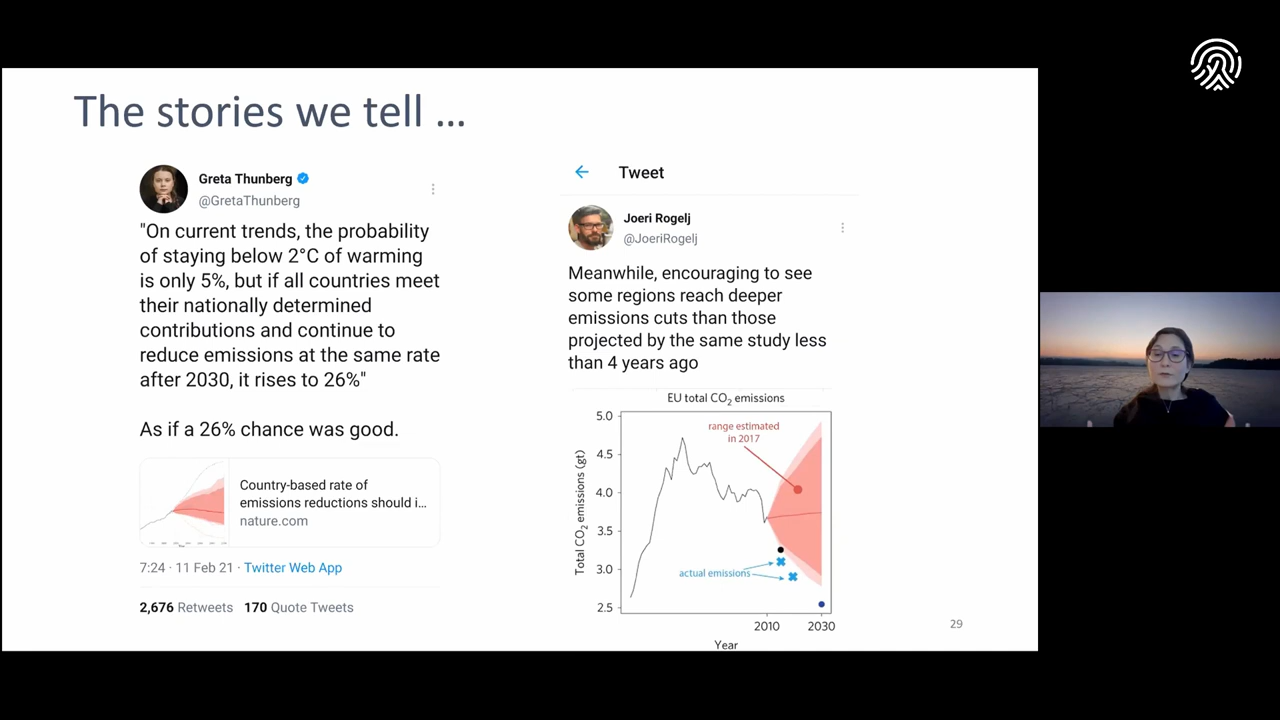 The stories we tell ...
Greta Thunberg
@GretaThunberg
"On current trends, the probability
of staying below 2°C of warming
is only 5%, but if all countries meet
their nationally determined
contributions and continue to
reduce emissions at the same rate
after 2030, it rises to 26%"
As if a 26% chance was good.
Country-based rate of
emissions reductions should i...
nature.com
7:24 · 11 Feb 21 · Twitter Web App
2,676 Retweets 170 Quote Tweets
Tweet
Joeri Rogelj
@JoeriRogelj
Meanwhile, encouraging to see
some regions reach deeper
emissions cuts than those
projected by the same study less
than 4 years ago
EU total CO₂ emissions
5.0
4.5
4.0
3.5
3.0
2.5
Total CO₂ emissions (gt)
range estimated
in 2017
actual emissions
2010 2030
Year
29